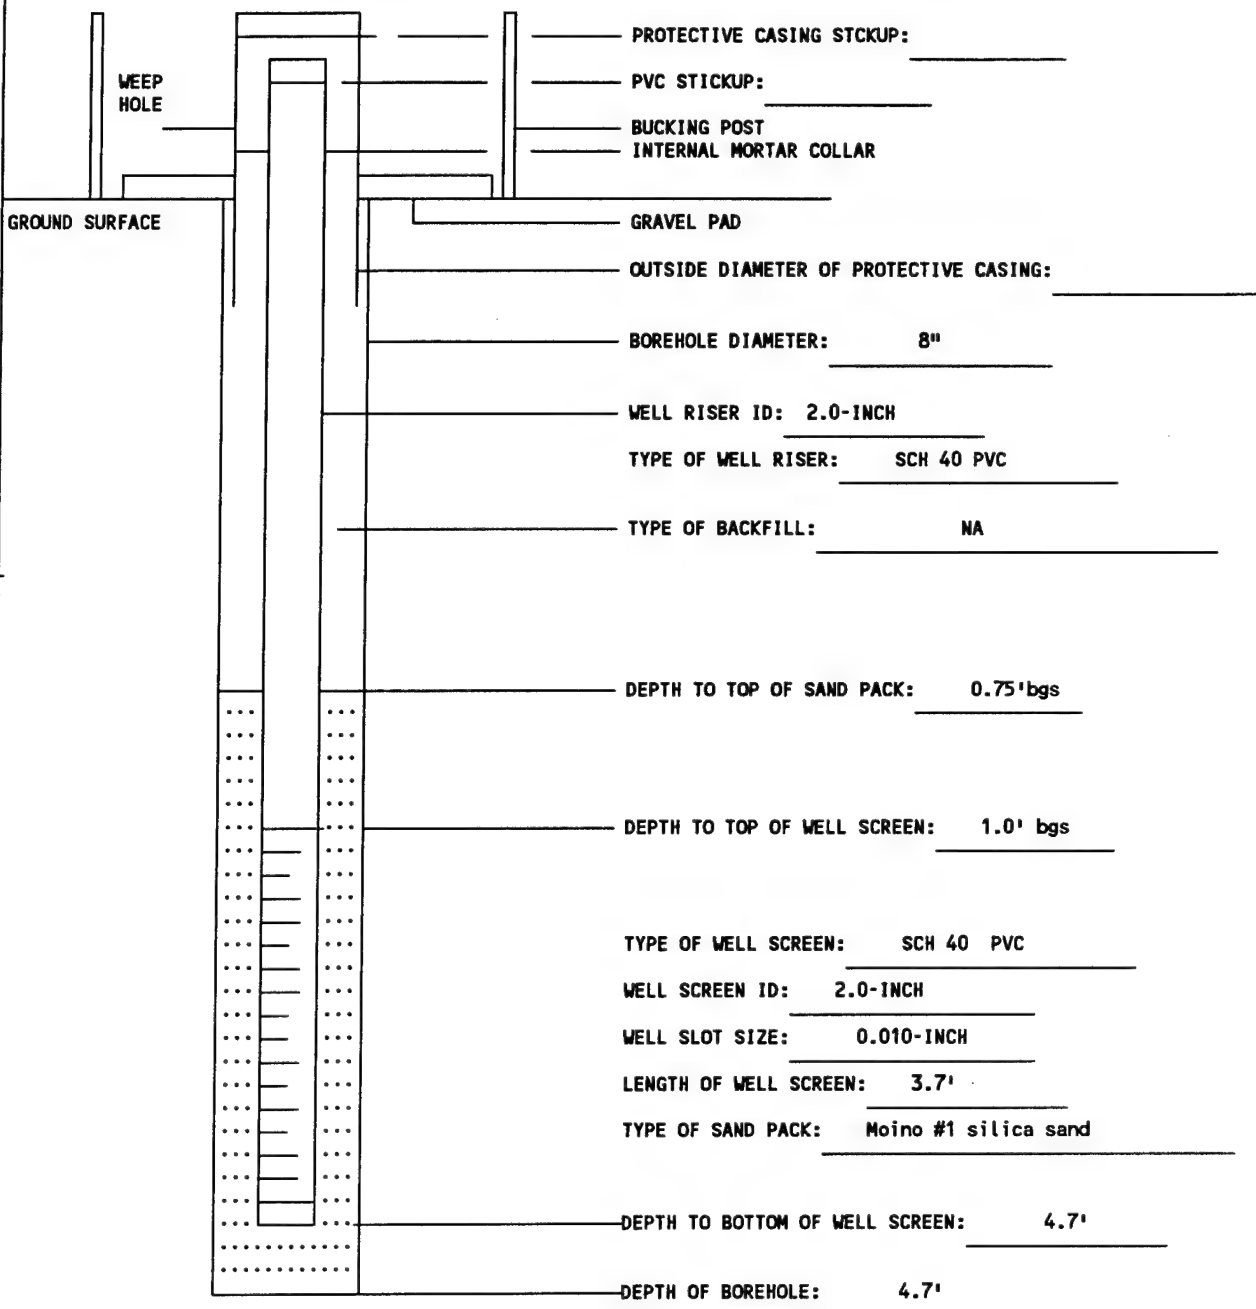 PROTECTIVE CASING STCKUP:
WEEP
HOLE
PVC STICKUP:
BUCKING POST
INTERNAL MORTAR COLLAR
GROUND SURFACE
GRAVEL PAD
OUTSIDE DIAMETER OF PROTECTIVE CASING:
BOREHOLE DIAMETER: 8"
WELL RISER ID: 2.0-INCH
TYPE OF WELL RISER: SCH 40 PVC
TYPE OF BACKFILL: NA
DEPTH TO TOP OF SAND PACK: 0.75'bgs
DEPTH TO TOP OF WELL SCREEN: 1.0' bgs
TYPE OF WELL SCREEN: SCH 40 PVC
WELL SCREEN ID: 2.0-INCH
WELL SLOT SIZE: 0.010-INCH
LENGTH OF WELL SCREEN: 3.7'
TYPE OF SAND PACK: Moino #1 silica sand
DEPTH TO BOTTOM OF WELL SCREEN: 4.7'
DEPTH OF BOREHOLE: 4.7'